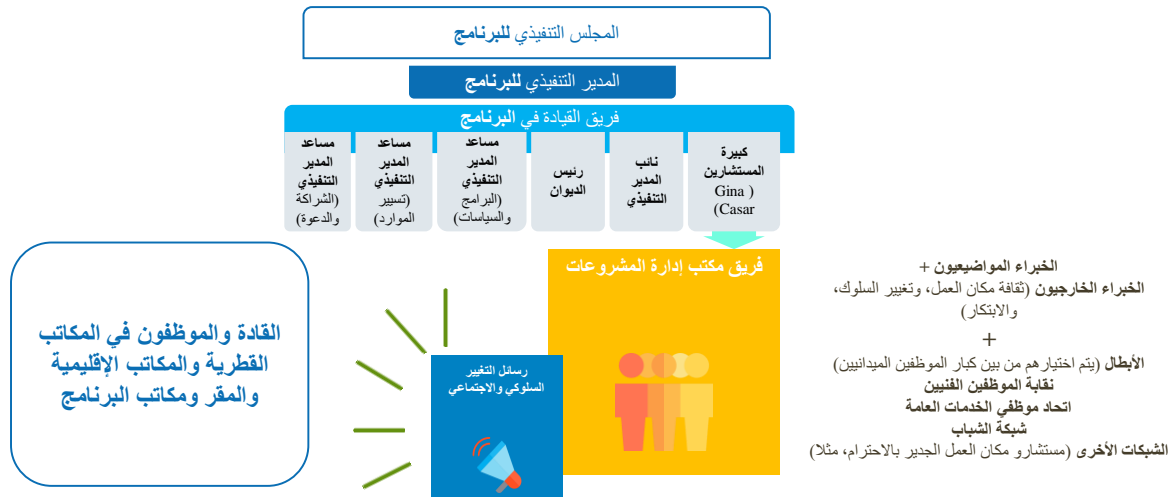 المجلس التنفيذي للبرنامج
المدير التنفيذي للبرنامج
فريق القيادة في البرنامج
كبيرة
المستشارين
( Gina
Casar)
نائب
المدير
التنفيذي
رئيس
الديوان
مساعد
المدير
التنفيذي
(البرامج
والسياسات)
مساعد
المدير
التنفيذي
(تسيير
الموارد)
مساعد
المدير
التنفيذي
(الشراكة
والدعوة)
الخبراء المواضيعيون +
الخبراء الخارجيون (ثقافة مكان العمل، وتغيير السلوك،
والابتكار)
+
الأبطال (يتم اختيارهم من بين كبار الموظفين الميدانيين)
نقابة الموظفين الفنيين
اتحاد موظفي الخدمات العامة
شبكة الشباب
الشبكات الأخرى (مستشارو مكان العمل الجدير بالاحترام، مثلا)
فريق مكتب إدارة المشروعات
رسائل التغيير
السلوكي والاجتماعي
القادة والموظفون في المكاتب
القطرية والمكاتب الإقليمية
والمقر ومكاتب البرنامج